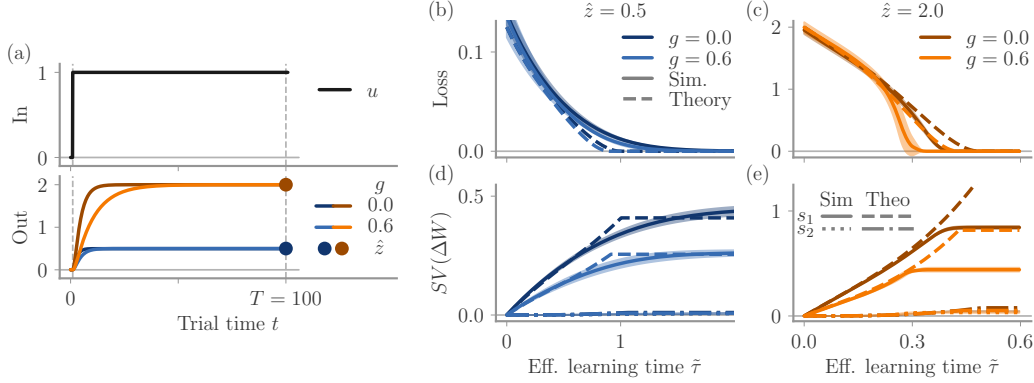 (a)
In
1
0
u
Out
2
1
0
g
0.0
0.6
ẑ
0
T = 100
Trial time t
(b)
ẑ = 0.5
Loss
0.1
0.0
g = 0.0
g = 0.6
Sim.
Theory
(c)
ẑ = 2.0
2
1
0
g = 0.0
g = 0.6
(d)
SV(ΔW)
0.5
0.0
0
1
Eff. learning time τ̃
(e)
1
0
Sim Theo
s₁
s₂
0.0
0.3
0.6
Eff. learning time τ̃